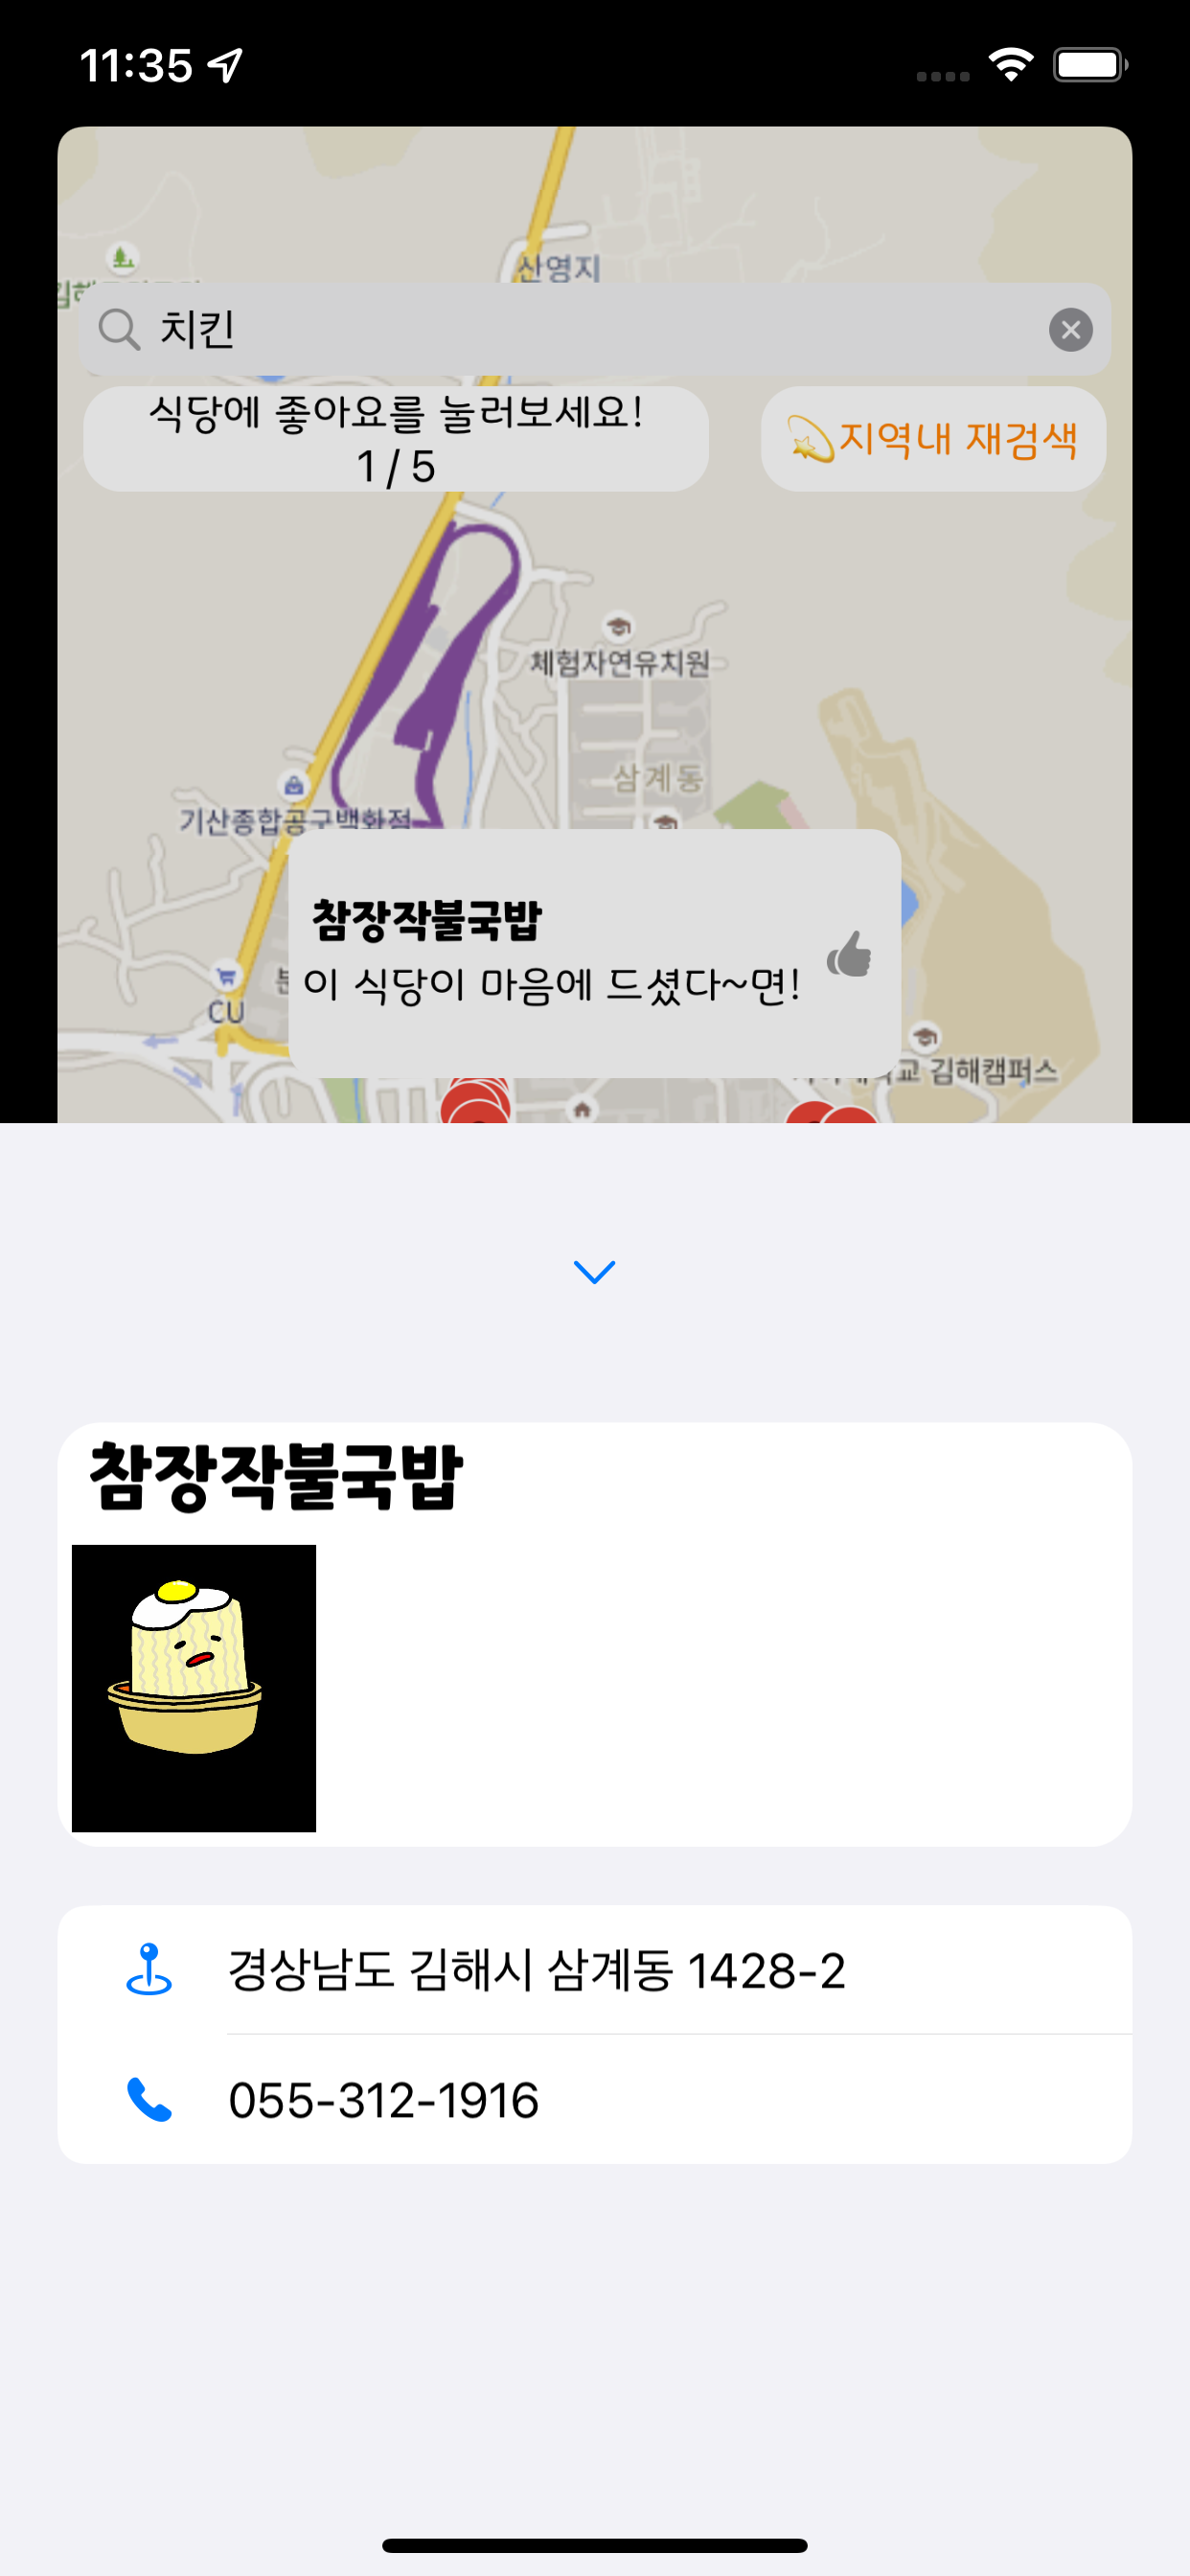 11:35
산영지
치킨
식당에 좋아요를 눌러보세요!
1 / 5
💫지역내 재검색
체험자연유치원
삼계동
기산종합공구백화점
참장작불국밥
이 식당이 마음에 드셨다~면!
CU
김해캠퍼스
참장작불국밥
경상남도 김해시 삼계동 1428-2
055-312-1916